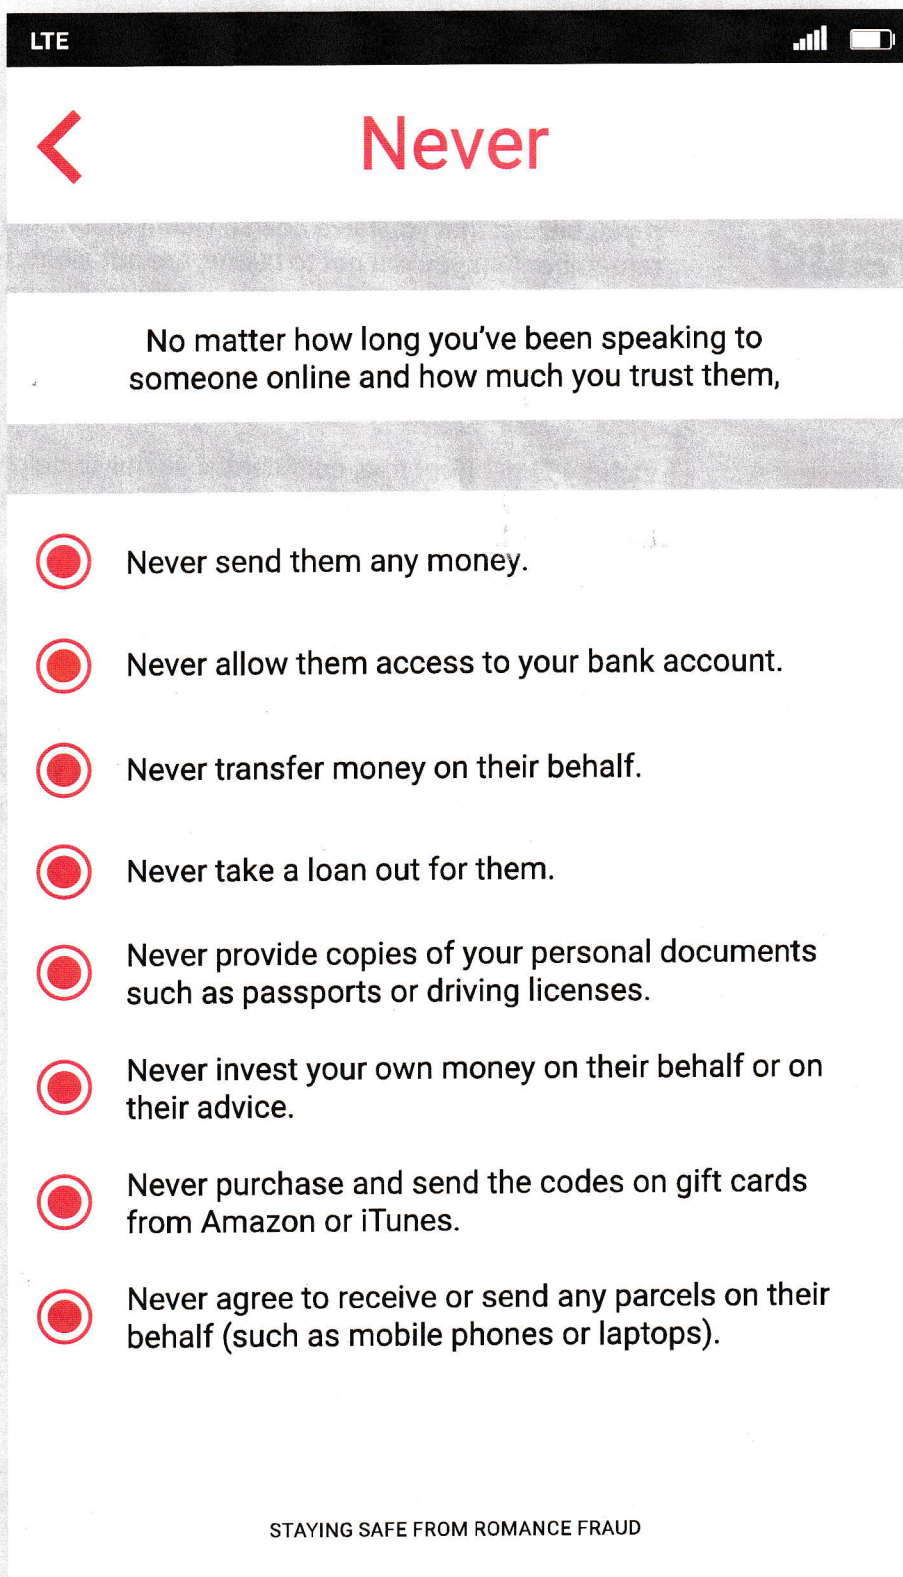 LTE
Never
No matter how long you've been speaking to
someone online and how much you trust them,
Never send them any money.
Never allow them access to your bank account.
Never transfer money on their behalf.
Never take a loan out for them.
Never provide copies of your personal documents
such as passports or driving licenses.
Never invest your own money on their behalf or on
their advice.
Never purchase and send the codes on gift cards
from Amazon or iTunes.
Never agree to receive or send any parcels on their
behalf (such as mobile phones or laptops).
STAYING SAFE FROM ROMANCE FRAUD